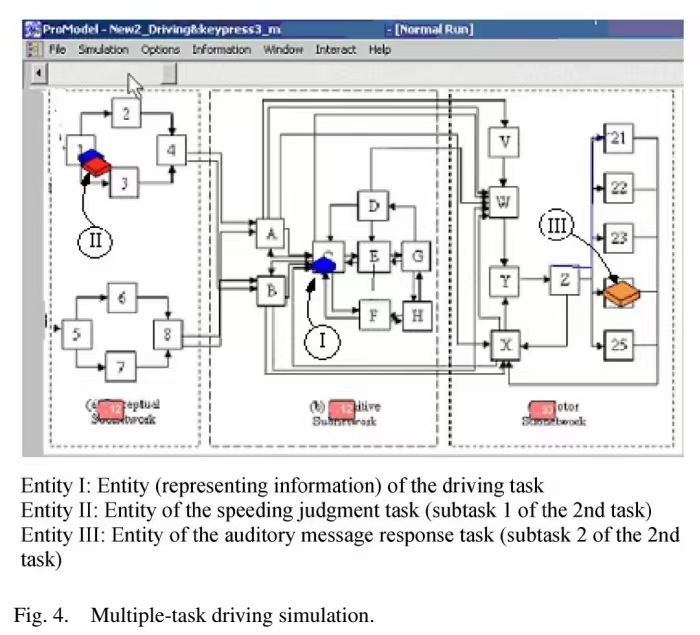 ProModel - New2_Driving&keypress3_m - [Normal Run]
File Simulation Options Information Window Interact Help
2
1
4
3
II
6
5
8
7
A
B
C
D
E
G
F
H
I
V
W
Y
Z
X
III
21
22
23
25
(b)
Subnetwork
Subnetwork
Entity I: Entity (representing information) of the driving task
Entity II: Entity of the speeding judgment task (subtask 1 of the 2nd task)
Entity III: Entity of the auditory message response task (subtask 2 of the 2nd
task)
Fig. 4. Multiple-task driving simulation.